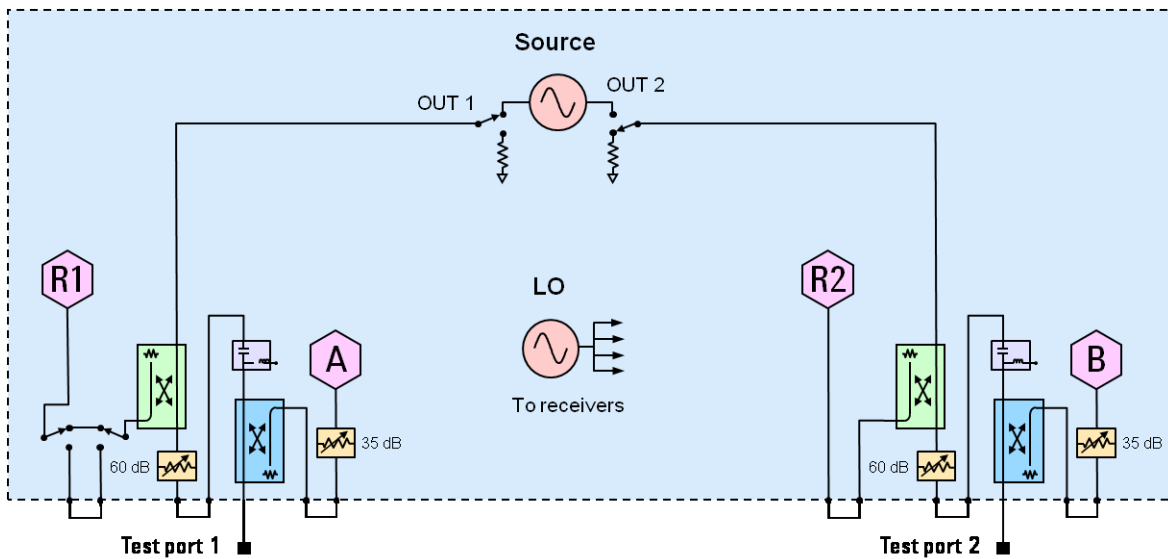 Source
OUT 1
OUT 2
R1
LO
R2
A
B
To receivers
35 dB
35 dB
60 dB
60 dB
Test port 1
Test port 2